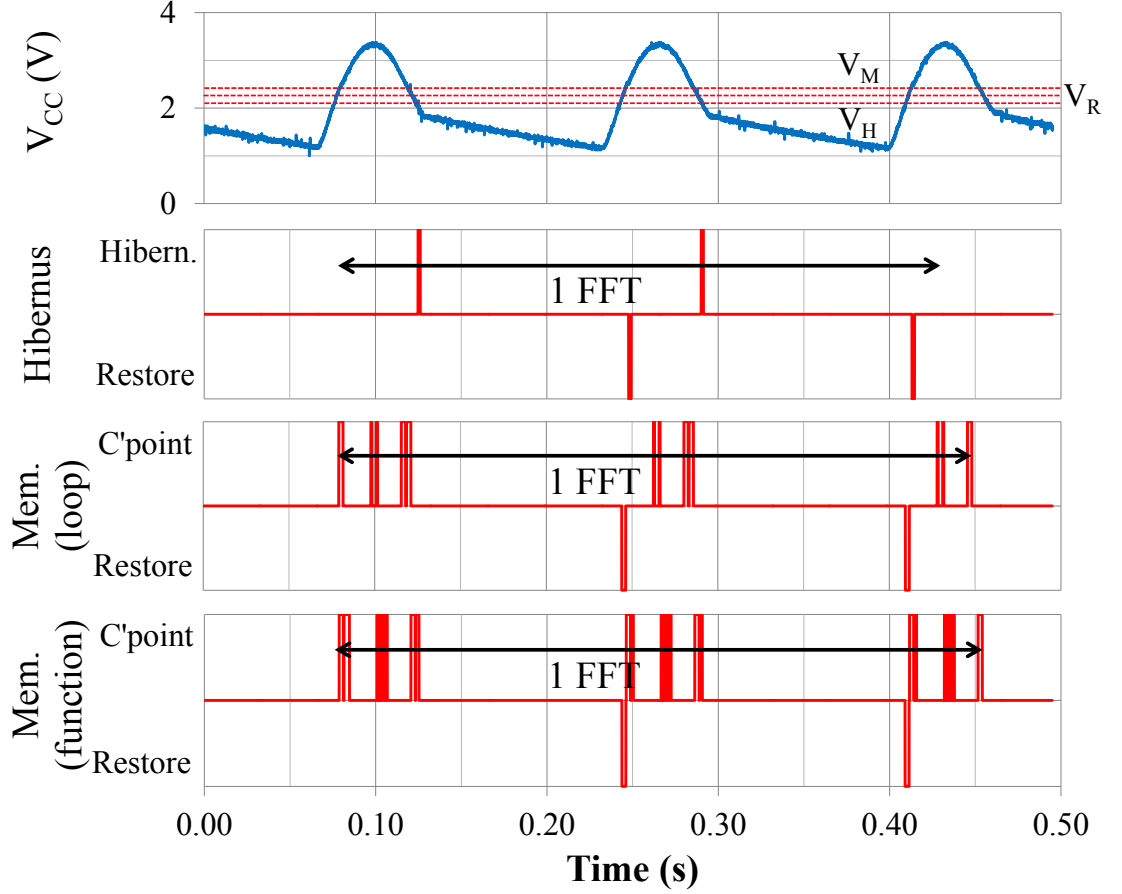 V_CC (V)
4
2
0
V_M
V_R
V_H
Hibernus
Hibern.
1 FFT
Restore
Mem.
(loop)
C'point
1 FFT
Restore
Mem.
(function)
C'point
1 FFT
Restore
0.00 0.10 0.20 0.30 0.40 0.50
Time (s)